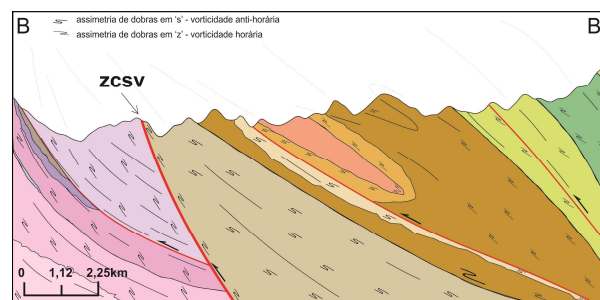 B
assimetria de dobras em 's' - vorticidade anti-horária
B
assimetria de dobras em 'z' - vorticidade horária
ZCSV
0 1,12 2,25km